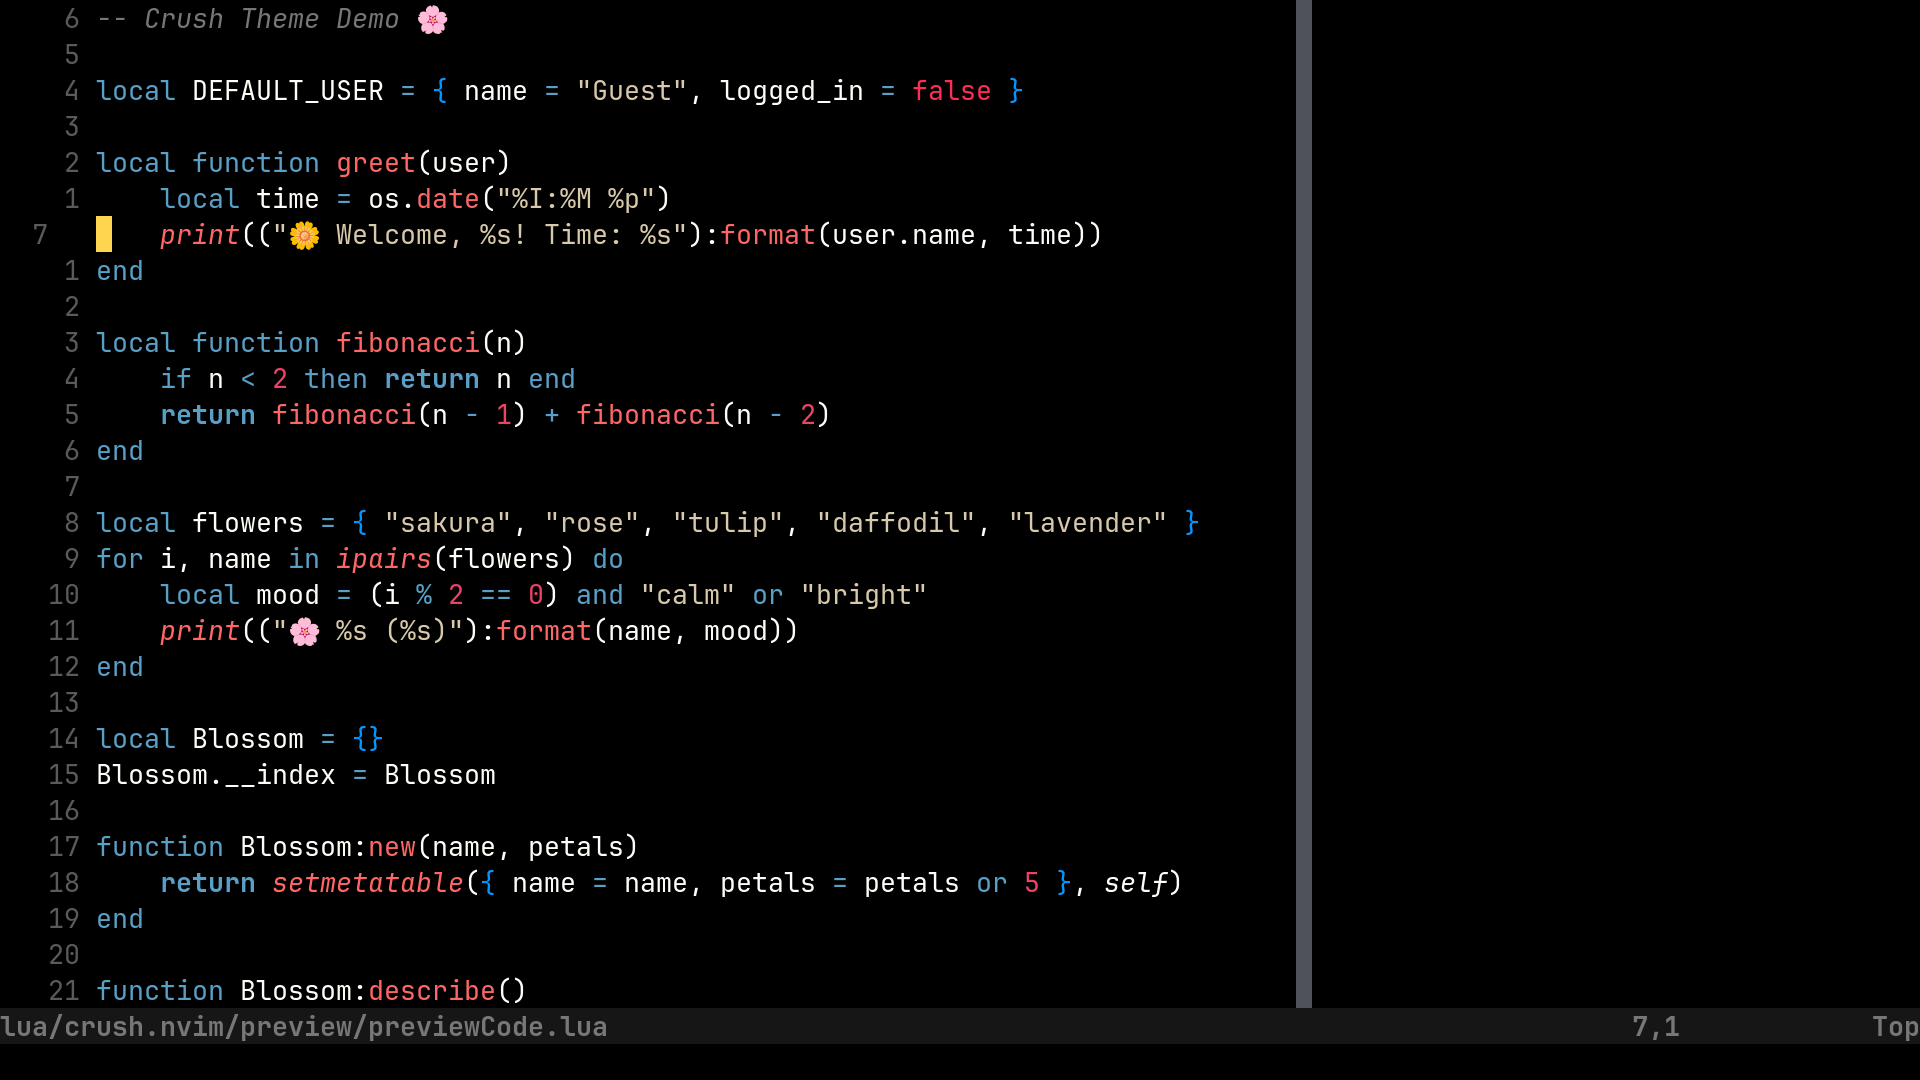 6 -- Crush Theme Demo 🌸
5
4 local DEFAULT_USER = { name = "Guest", logged_in = false }
3
2 local function greet(user)
1     local time = os.date("%I:%M %p")
7     print(("🌼 Welcome, %s! Time: %s"):format(user.name, time))
1 end
2
3 local function fibonacci(n)
4     if n < 2 then return n end
5     return fibonacci(n - 1) + fibonacci(n - 2)
6 end
7
8 local flowers = { "sakura", "rose", "tulip", "daffodil", "lavender" }
9 for i, name in ipairs(flowers) do
10     local mood = (i % 2 == 0) and "calm" or "bright"
11     print(("🌸 %s (%s)"):format(name, mood))
12 end
13
14 local Blossom = {}
15 Blossom.__index = Blossom
16
17 function Blossom:new(name, petals)
18     return setmetatable({ name = name, petals = petals or 5 }, self)
19 end
20
21 function Blossom:describe()
lua/crush.nvim/preview/previewCode.lua 7,1 Top